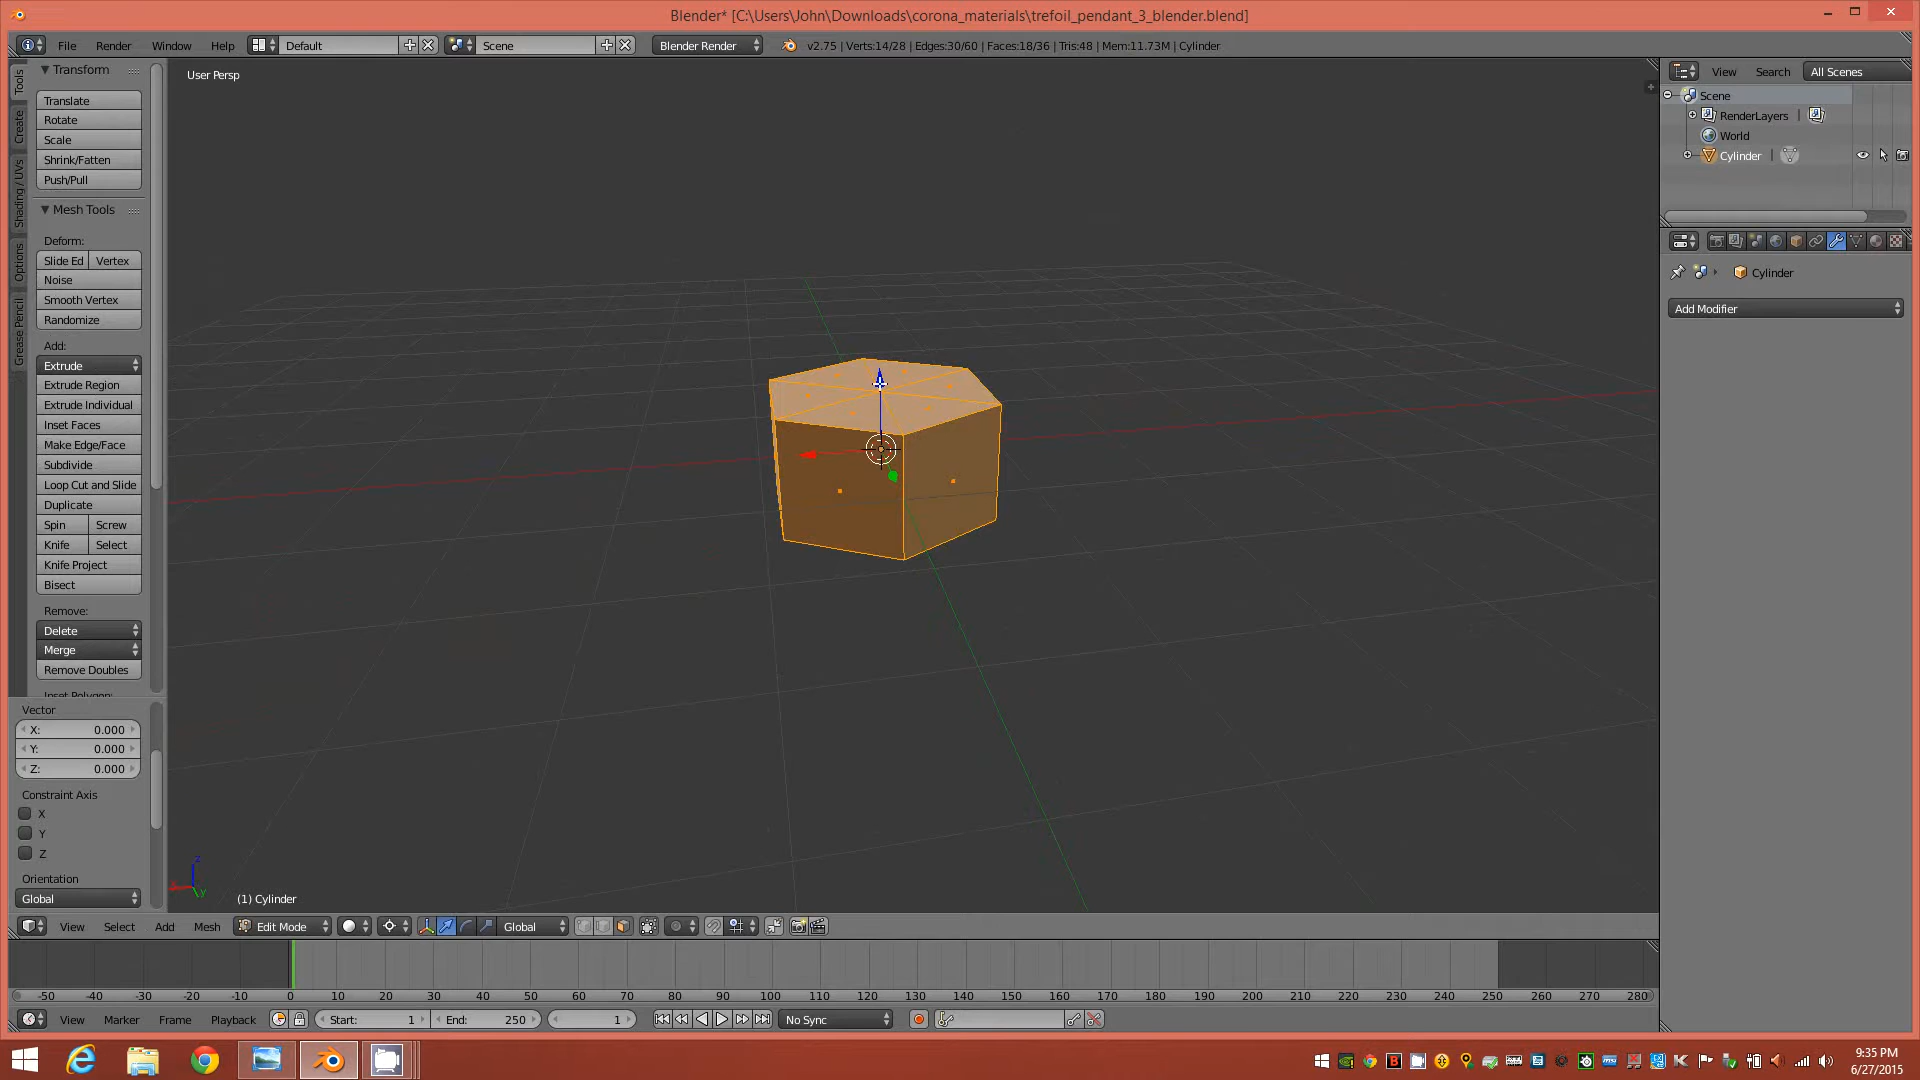 Blender* [C:\Users\John\Downloads\corona_materials\trefoil_pendant_3_blender.blend]
File Render Window Help Default Scene Blender Render v2.75 | Verts:14/28 | Edges:30/60 | Faces:18/36 | Tris:48 | Mem:11.73M | Cylinder
Tools
Create
Shading / UVs
Options
Grease Pencil
Transform
Translate
Rotate
Scale
Shrink/Fatten
Push/Pull
Mesh Tools
Deform:
Slide Ed Vertex
Noise
Smooth Vertex
Randomize
Add:
Extrude
Extrude Region
Extrude Individual
Inset Faces
Make Edge/Face
Subdivide
Loop Cut and Slide
Duplicate
Spin Screw
Knife Select
Knife Project
Bisect
Remove:
Delete
Merge
Remove Doubles
Inset Polygon:
Vector
X: 0.000
Y: 0.000
Z: 0.000
Constraint Axis
X
Y
Z
Orientation
Global
User Persp
z
x
y
(1) Cylinder
View Search All Scenes
Scene
RenderLayers |
World
Cylinder |
Cylinder
Add Modifier
View Select Add Mesh Edit Mode Global
-50 -40 -30 -20 -10 0 10 20 30 40 50 60 70 80 90 100 110 120 130 140 150 160 170 180 190 200 210 220 230 240 250 260 270 280
View Marker Frame Playback Start: 1 End: 250 1 No Sync
9:35 PM
6/27/2015